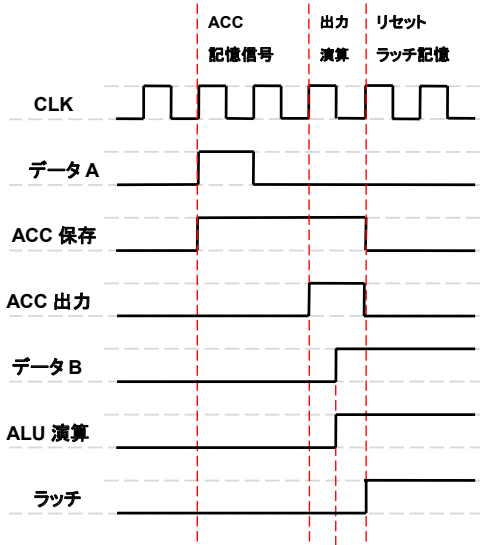 ACC 出力 リセット
記憶信号 演算 ラッチ記憶
CLK
データ A
ACC 保存
ACC 出力
データ B
ALU 演算
ラッチ